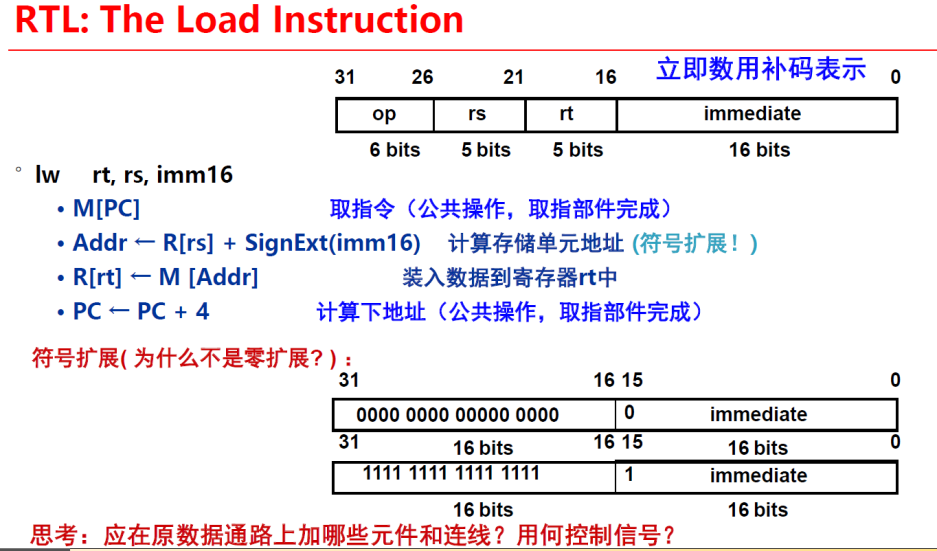 RTL: The Load Instruction
立即数用补码表示
31 26 21 16 0
op rs rt immediate
6 bits 5 bits 5 bits 16 bits
° lw rt, rs, imm16
• M[PC] 取指令（公共操作，取指部件完成）
• Addr ← R[rs] + SignExt(imm16) 计算存储单元地址 (符号扩展！)
• R[rt] ← M [Addr] 装入数据到寄存器rt中
• PC ← PC + 4 计算下地址（公共操作，取指部件完成）
符号扩展( 为什么不是零扩展? )：
31 16 15 0
0000 0000 00000 0000 0 immediate
31 16 bits 16 15 16 bits 0
1111 1111 1111 1111 1 immediate
16 bits 16 bits
思考：应在原数据通路上加哪些元件和连线？用何控制信号？